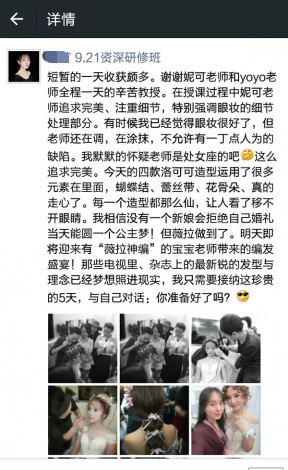 详情
9.21资深研修班
短暂的一天收获颇多。谢谢妮可老师和yoyo老
师全程一天的辛苦教授。在授课过程中妮可老
师追求完美、注重细节，特别强调眼妆的细节
处理部分。有时候我已经觉得眼妆很好了，但
老师还在调，在涂抹，不允许有一丁点人为的
缺陷。我默默的怀疑老师是处女座的吧 这么
追求完美。今天的四款洛可可造型运用了很多
元素在里面，蝴蝶结、蕾丝带、花骨朵、真的
走心了。每一个造型都那么仙，让人看了移不
开眼睛。我相信没有一个新娘会拒绝自己婚礼
当天能圆一个公主梦！但薇拉做到了。明天即
将迎来有“薇拉神编”的宝宝老师带来的编发
盛宴！那些电视里、杂志上的最新锐的发型与
理念已经梦想照进现实，我只需要接纳这珍贵
的5天，与自己对话：你准备好了吗？